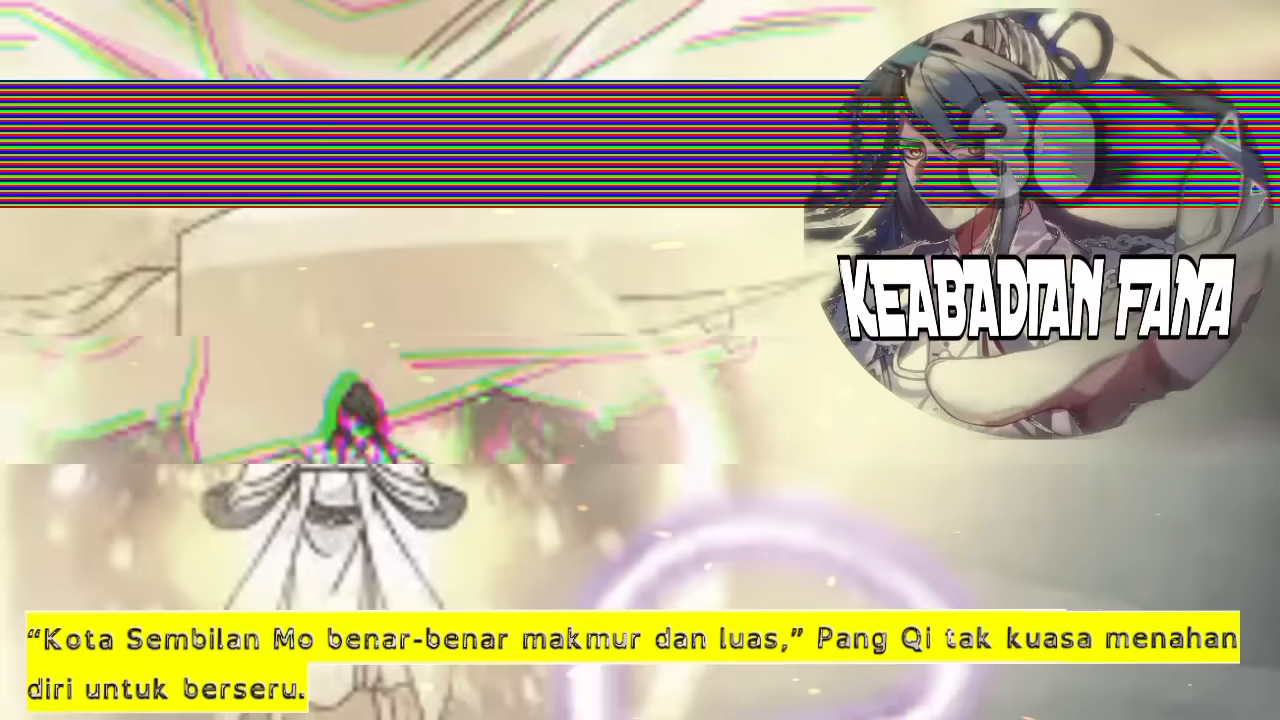 30
KEABADIAN FANA
“Kota Sembilan Mo benar-benar makmur dan luas,” Pang Qi tak kuasa menahan
diri untuk berseru.